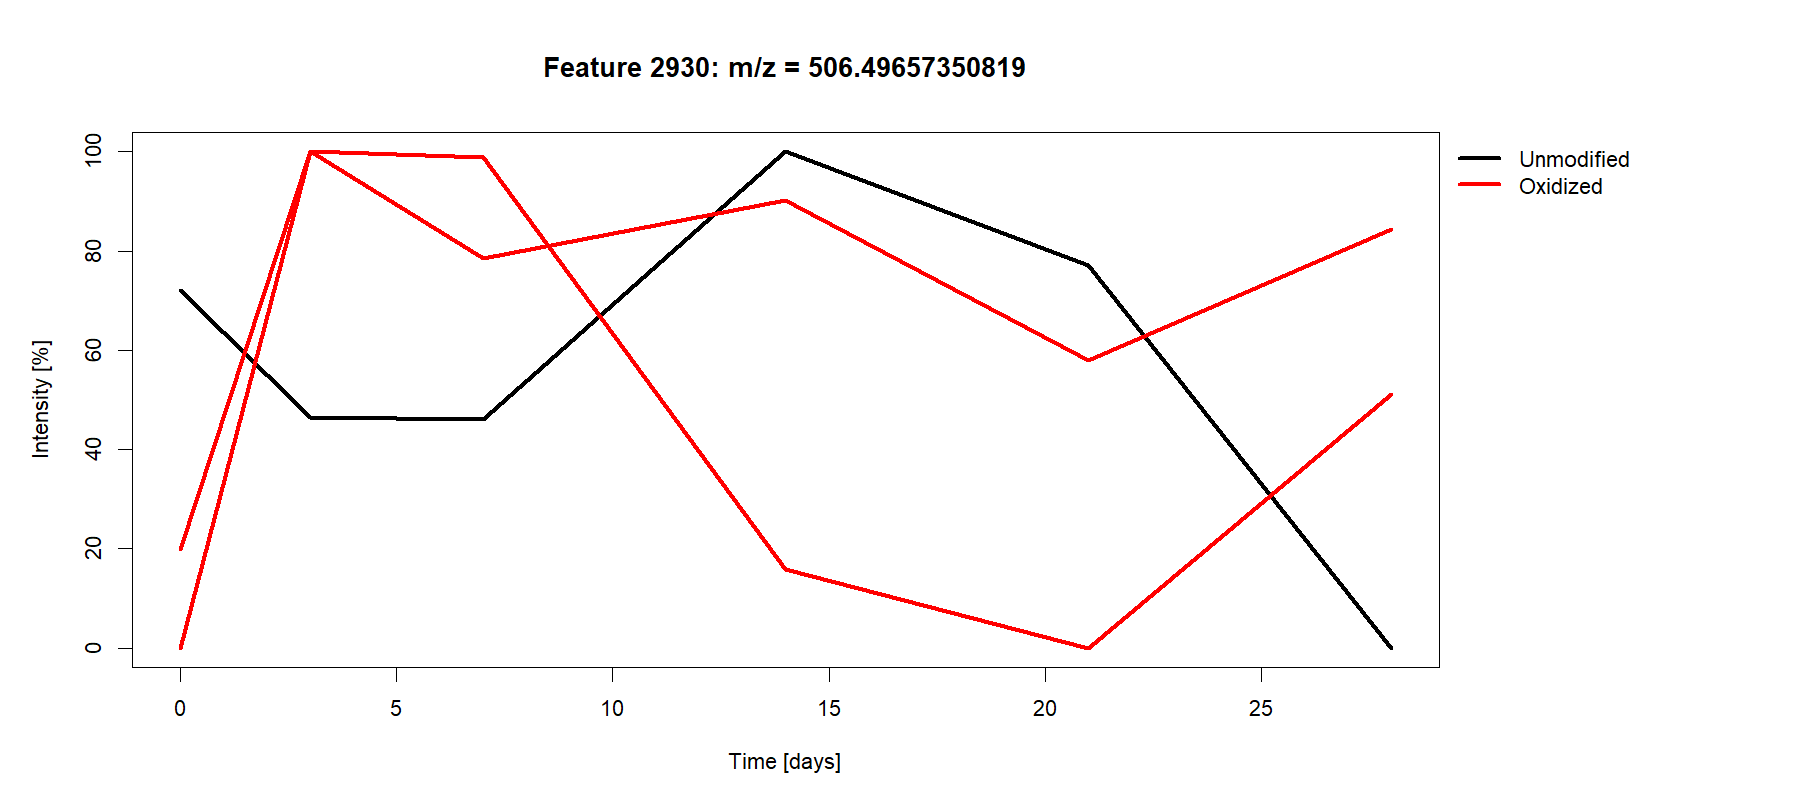 Feature 2930: m/z = 506.49657350819
Unmodified
Oxidized
Intensity [%]
100
80
60
40
20
0
0 5 10 15 20 25
Time [days]